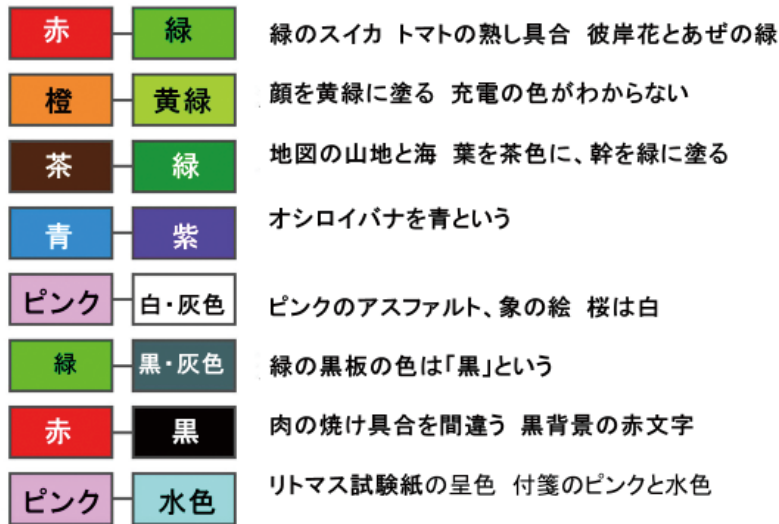 赤 緑 緑のスイカ トマトの熟し具合 彼岸花とあぜの緑
橙 黄緑 顔を黄緑に塗る 充電の色がわからない
茶 緑 地図の山地と海 葉を茶色に、幹を緑に塗る
青 紫 オシロイバナを青という
ピンク 白・灰色 ピンクのアスファルト、象の絵 桜は白
緑 黒・灰色 緑の黒板の色は「黒」という
赤 黒 肉の焼け具合を間違う 黒背景の赤文字
ピンク 水色 リトマス試験紙の呈色 付箋のピンクと水色